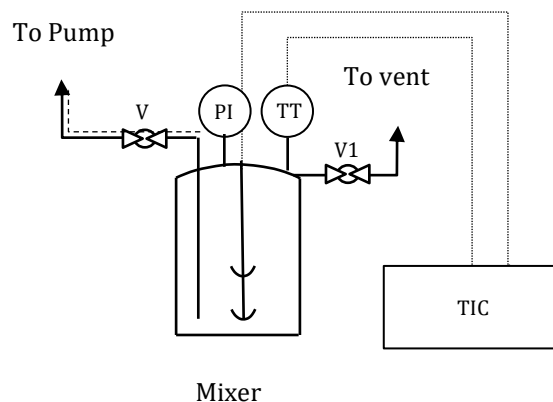 To Pump
To vent
V
PI
TT
V1
TIC
Mixer